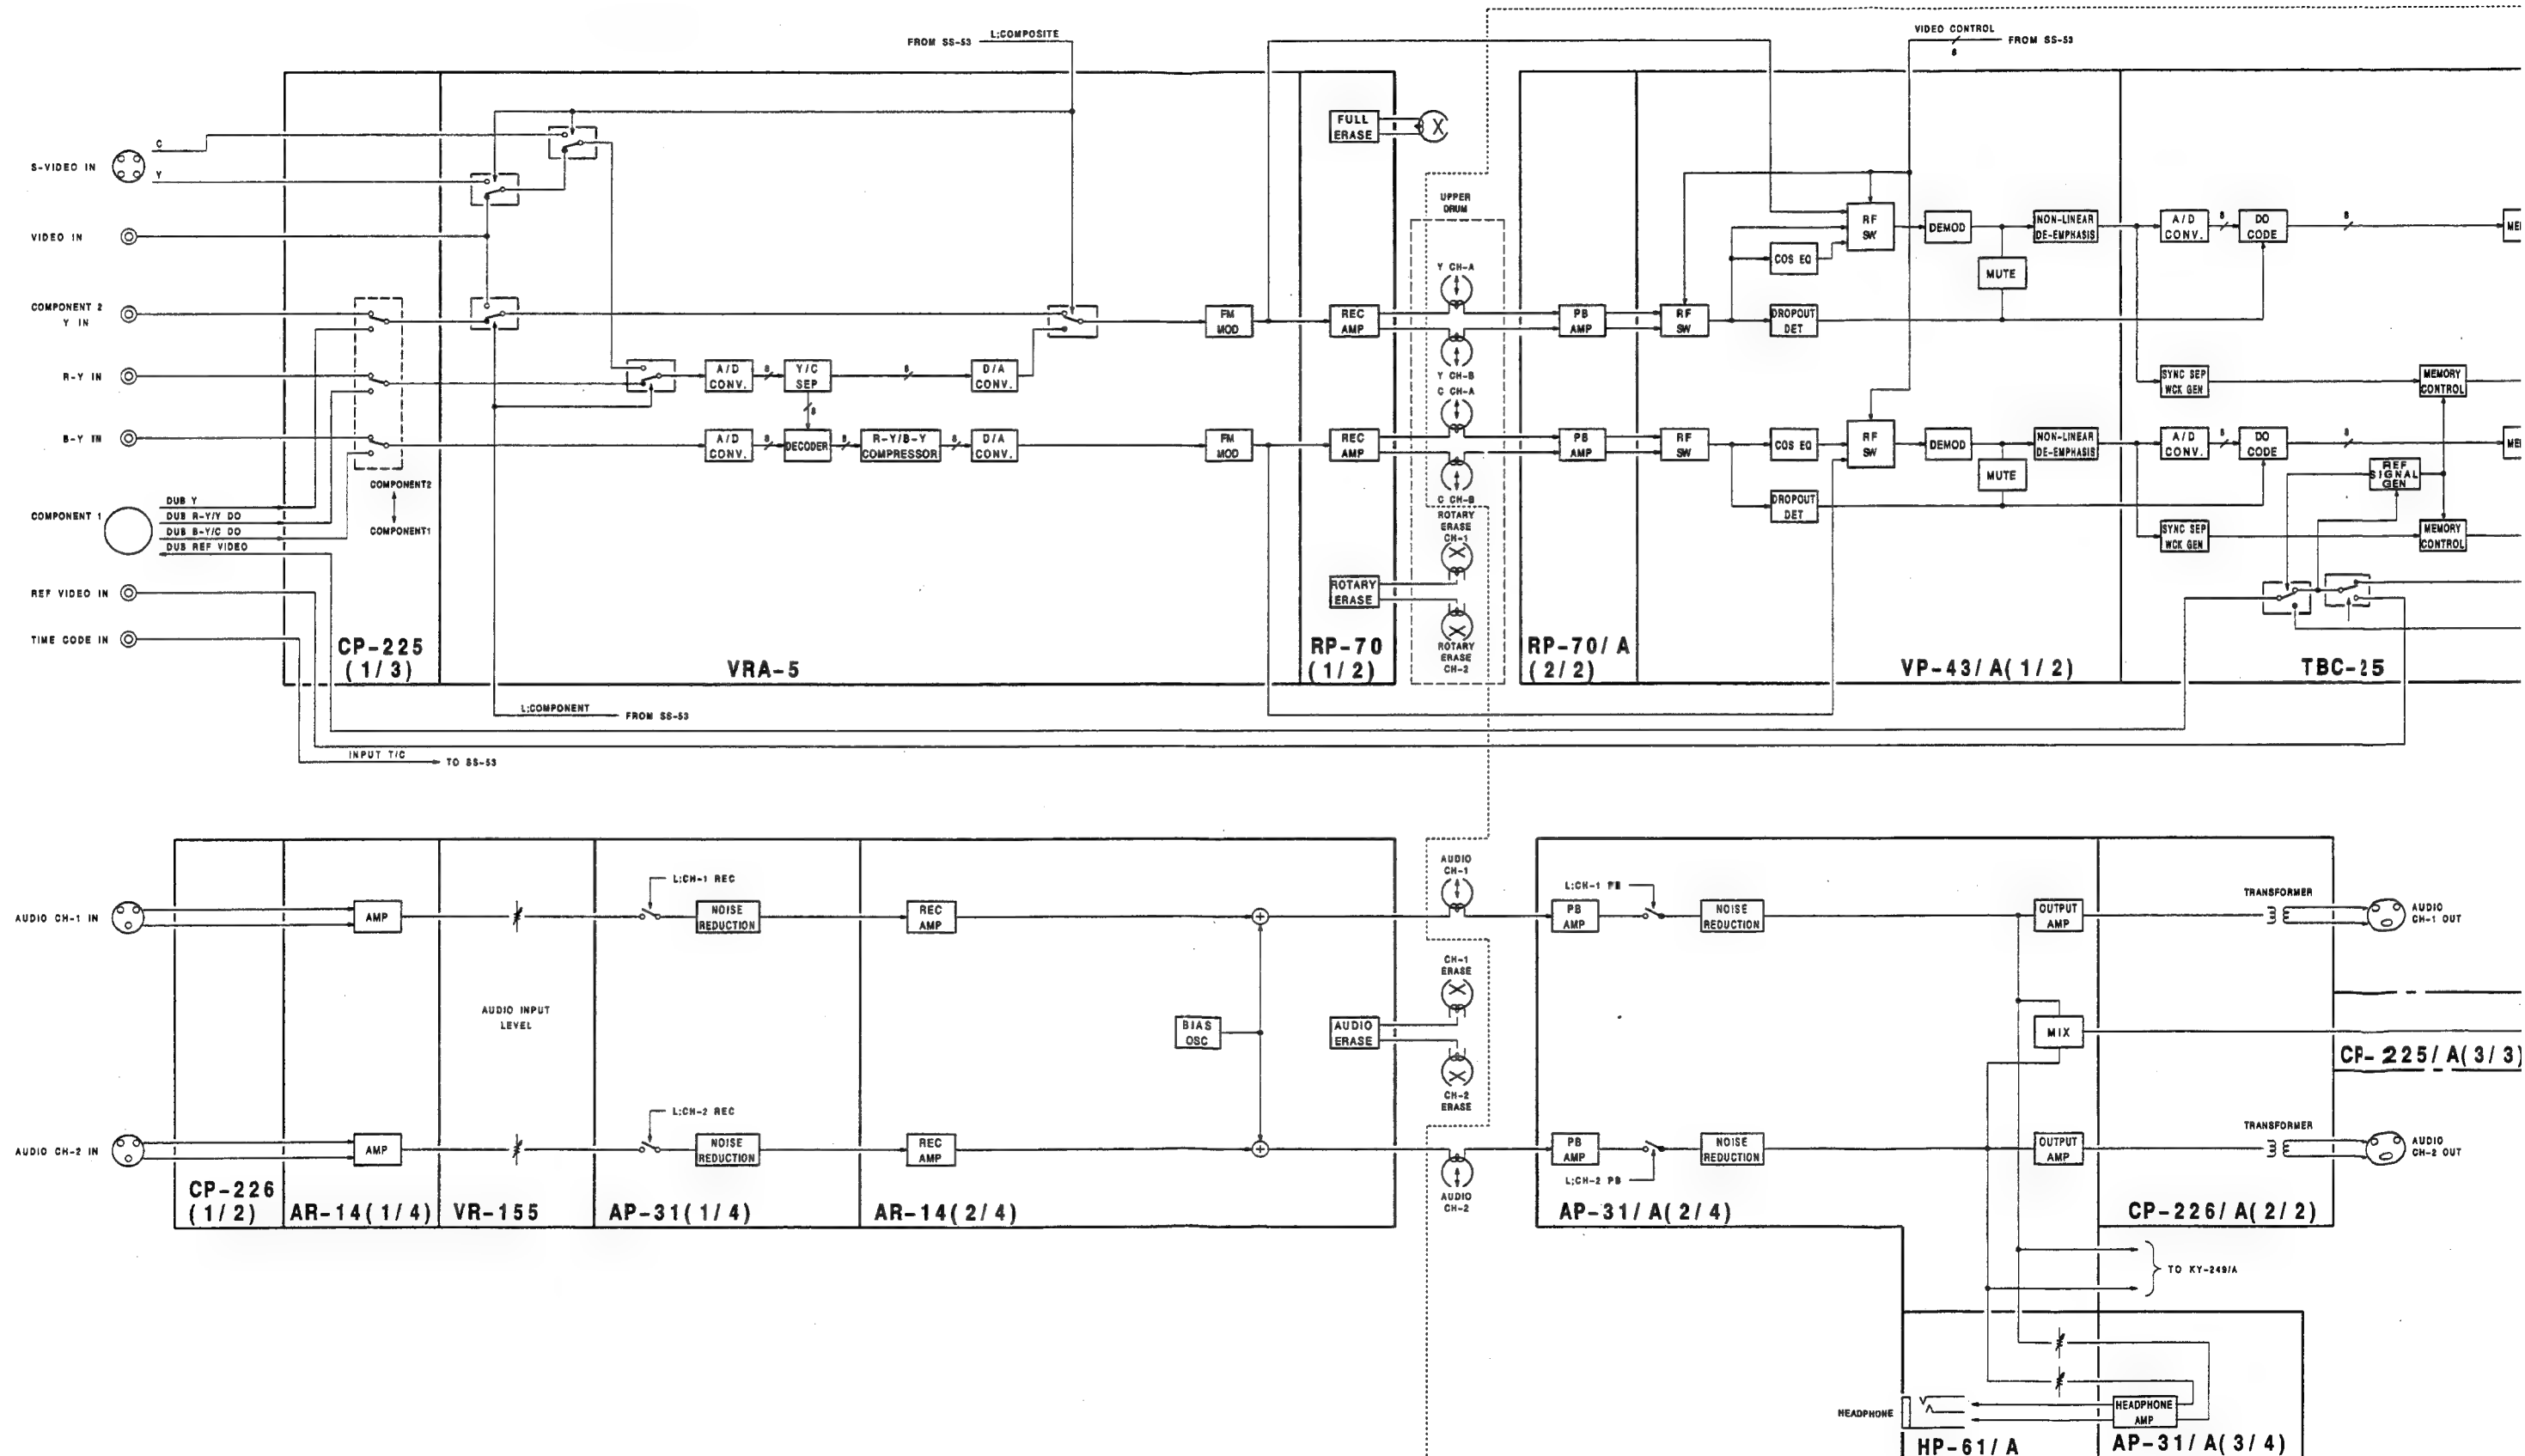 FROM SS-53
L;COMPOSITE
VIDEO CONTROL
8
FROM SS-53
S-VIDEO IN
C
Y
VIDEO IN
COMPONENT 2
Y IN
R-Y IN
B-Y IN
COMPONENT 1
DUB Y
DUB R-Y/Y DO
DUB B-Y/C DO
DUB REF VIDEO
REF VIDEO IN
TIME CODE IN
COMPONENT2
COMPONENT1
CP-225
(1/3)
A/D
CONV.
8
Y/C
SEP
8
D/A
CONV.
8
A/D
CONV.
8
DECODER
8
R-Y/B-Y
COMPRESSOR
8
D/A
CONV.
FM
MOD
FM
MOD
VRA-5
L;COMPONENT
FROM SS-53
INPUT T/C
TO SS-53
FULL
ERASE
REC
AMP
REC
AMP
ROTARY
ERASE
RP-70
(1/2)
UPPER
DRUM
Y CH-A
Y CH-B
C CH-A
C CH-B
ROTARY
ERASE
CH-1
ROTARY
ERASE
CH-2
PB
AMP
PB
AMP
RP-70/A
(2/2)
RF
SW
COS EQ
DROPOUT
DET
RF
SW
DEMOD
MUTE
NON-LINEAR
DE-EMPHASIS
RF
SW
COS EQ
DROPOUT
DET
RF
SW
DEMOD
MUTE
NON-LINEAR
DE-EMPHASIS
VP-43/A(1/2)
A/D
CONV.
8
DO
CODE
8
ME
SYNC SEP
WCK GEN
MEMORY
CONTROL
A/D
CONV.
8
DO
CODE
8
ME
REF
SIGNAL
GEN
SYNC SEP
WCK GEN
MEMORY
CONTROL
TBC-25
AUDIO CH-1 IN
AUDIO CH-2 IN
CP-226
(1/2)
AMP
AMP
AR-14(1/4)
AUDIO INPUT
LEVEL
VR-155
L;CH-1 REC
NOISE
REDUCTION
L;CH-2 REC
NOISE
REDUCTION
AP-31(1/4)
REC
AMP
REC
AMP
BIAS
OSC
AUDIO
ERASE
AR-14(2/4)
AUDIO
CH-1
CH-1
ERASE
CH-2
ERASE
AUDIO
CH-2
L;CH-1 PB
PB
AMP
NOISE
REDUCTION
PB
AMP
L;CH-2 PB
NOISE
REDUCTION
AP-31/A(2/4)
OUTPUT
AMP
MIX
OUTPUT
AMP
TRANSFORMER
AUDIO
CH-1 OUT
CP-225/A(3/3)
TRANSFORMER
AUDIO
CH-2 OUT
CP-226/A(2/2)
TO KY-249/A
HEADPHONE
HEADPHONE
AMP
HP-61/A
AP-31/A(3/4)